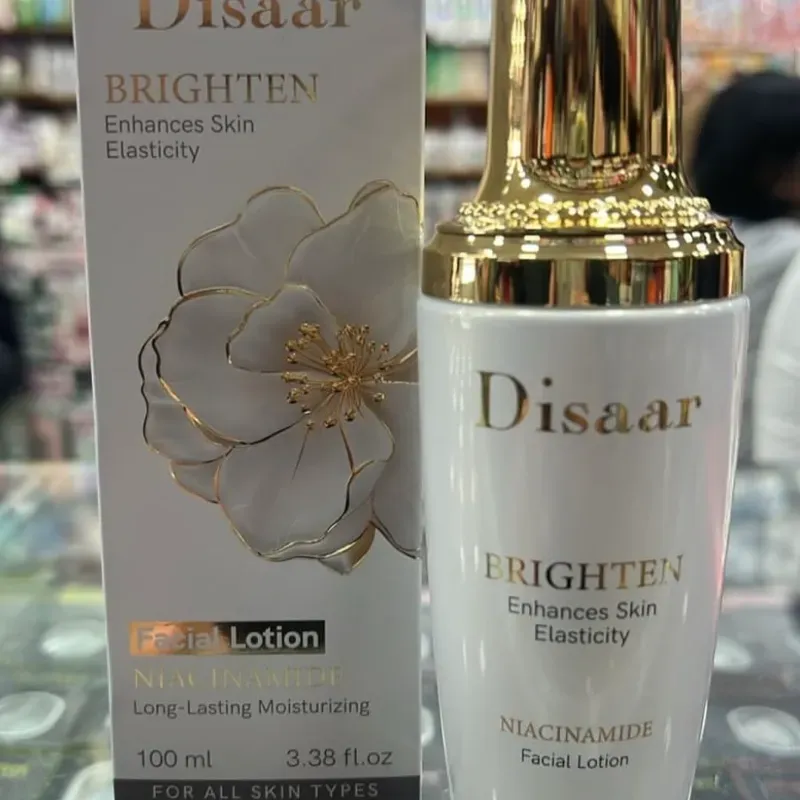 Disaar
BRIGHTEN
Enhances Skin
Elasticity
Facial Lotion
NIACINAMIDE
Long-Lasting Moisturizing
100 ml 3.38 fl.oz
FOR ALL SKIN TYPES
Disaar
BRIGHTEN
Enhances Skin
Elasticity
NIACINAMIDE
Facial Lotion